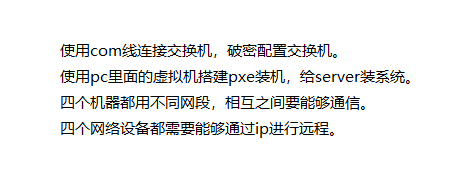 使用com线连接交换机，破密配置交换机。
使用pc里面的虚拟机搭建pxe装机，给server装系统。
四个机器都用不同网段，相互之间要能够通信。
四个网络设备都需要能够通过ip进行远程。